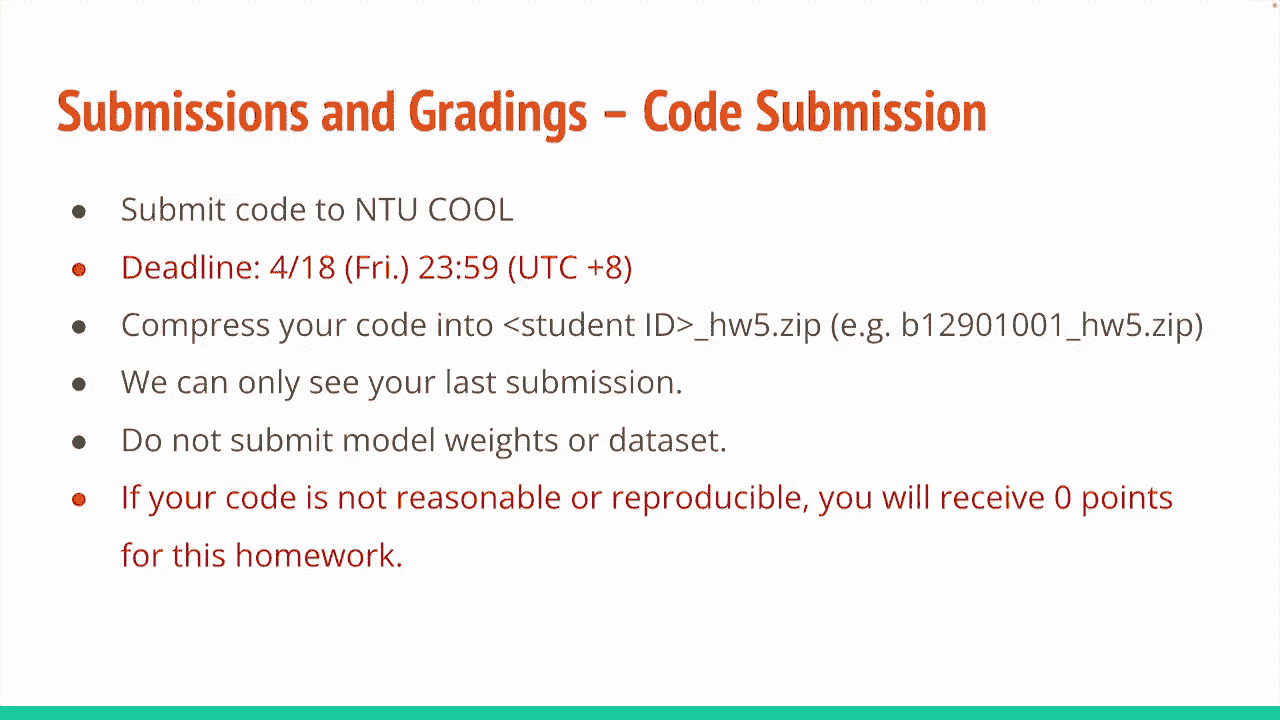 Submissions and Gradings – Code Submission
● Submit code to NTU COOL
● Deadline: 4/18 (Fri.) 23:59 (UTC +8)
● Compress your code into <student ID>_hw5.zip (e.g. b12901001_hw5.zip)
● We can only see your last submission.
● Do not submit model weights or dataset.
● If your code is not reasonable or reproducible, you will receive 0 points
for this homework.